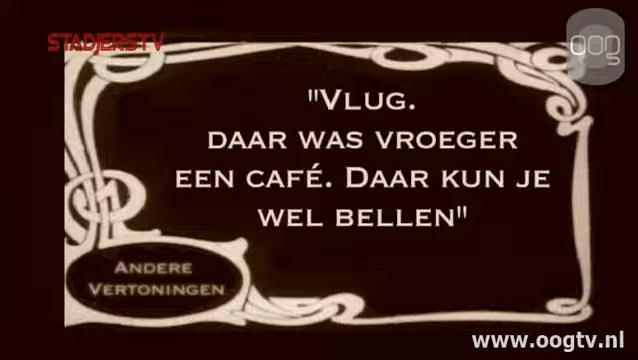 STADJERSTV
oog
"VLUG.
DAAR WAS VROEGER
EEN CAFÉ. DAAR KUN JE
WEL BELLEN"
ANDERE
VERTONINGEN
www.oogtv.nl